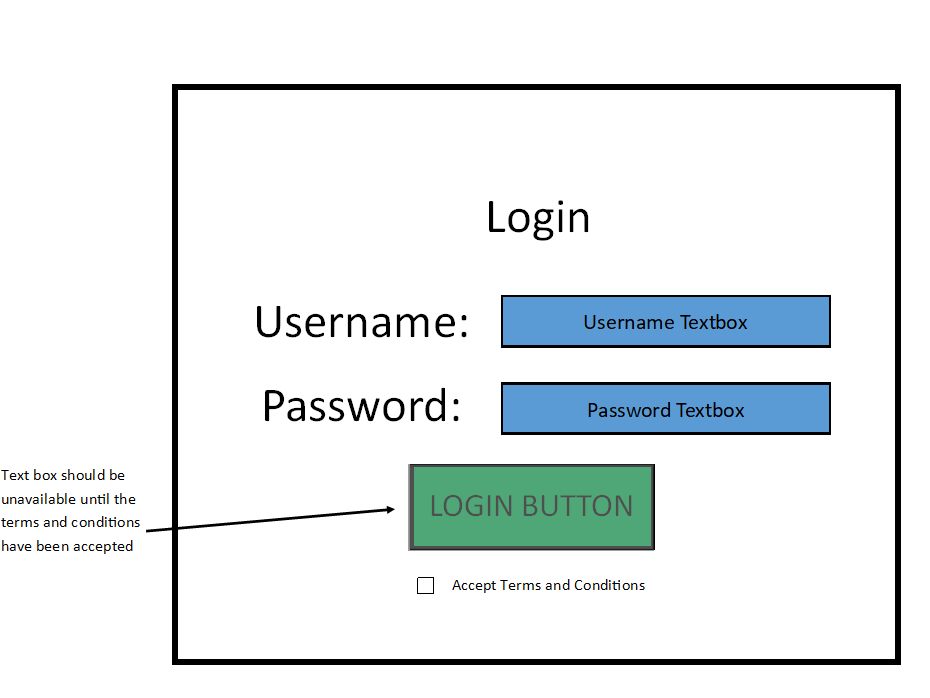 Login
Username:
Username Textbox
Password:
Password Textbox
Text box should be
unavailable until the
terms and conditions
have been accepted
LOGIN BUTTON
Accept Terms and Conditions